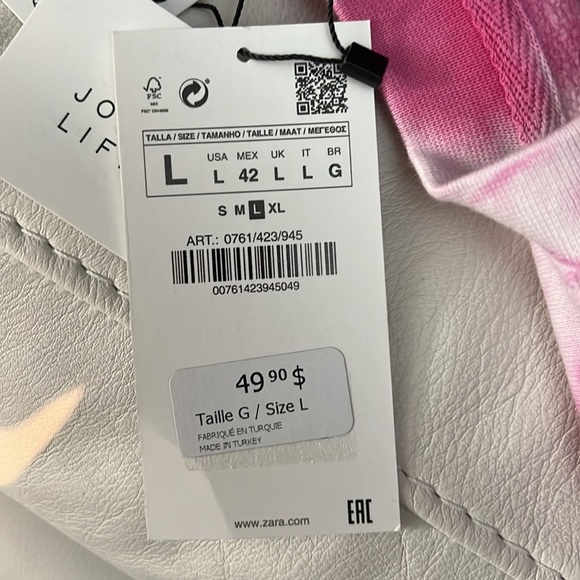 JO
LIF
FSC
MIX
TALLA / SIZE / TAMANHO / TAILLE / MAAT / ΜΕΓΕΘΟΣ
L
USA MEX UK IT BR
L 42 L L G
S M L XL
ART.: 0761/423/945
00761423945049
49 90 $
Taille G / Size L
FABRIQUÉ EN TURQUIE
MADE IN TURKEY
www.zara.com
EAC